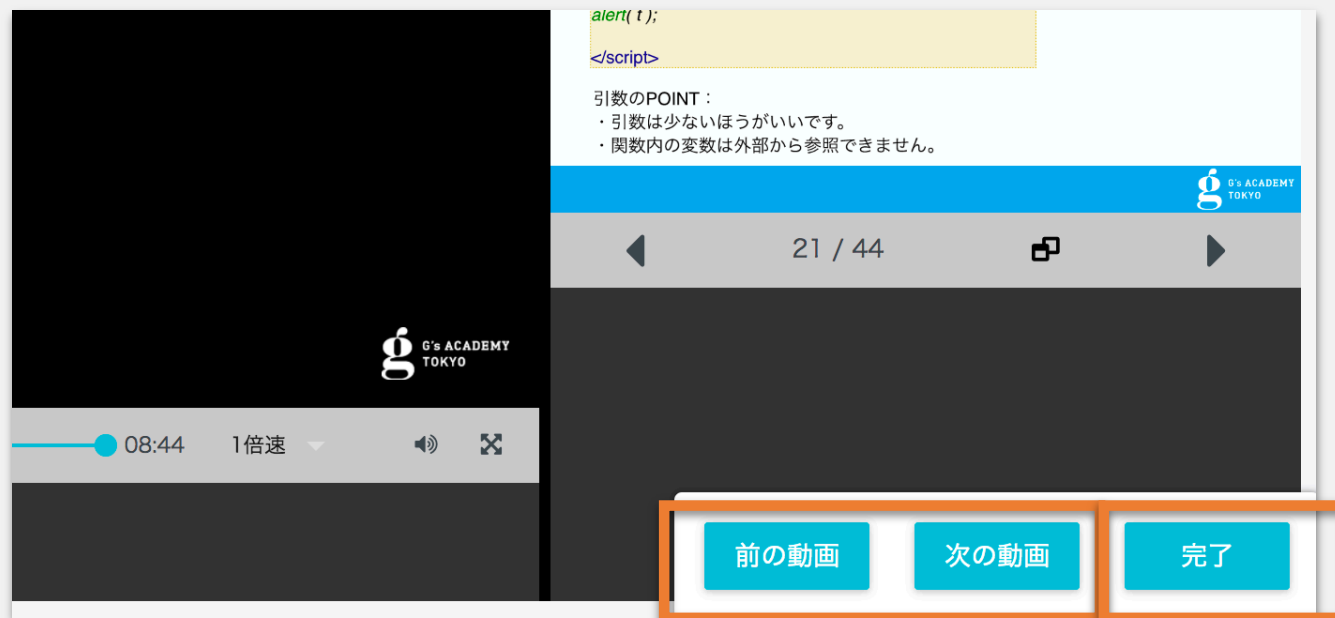 alert( t );
</script>
引数のPOINT：
・引数は少ないほうがいいです。
・関数内の変数は外部から参照できません。
G's ACADEMY
TOKYO
21 / 44
G's ACADEMY
TOKYO
08:44
1倍速
前の動画
次の動画
完了